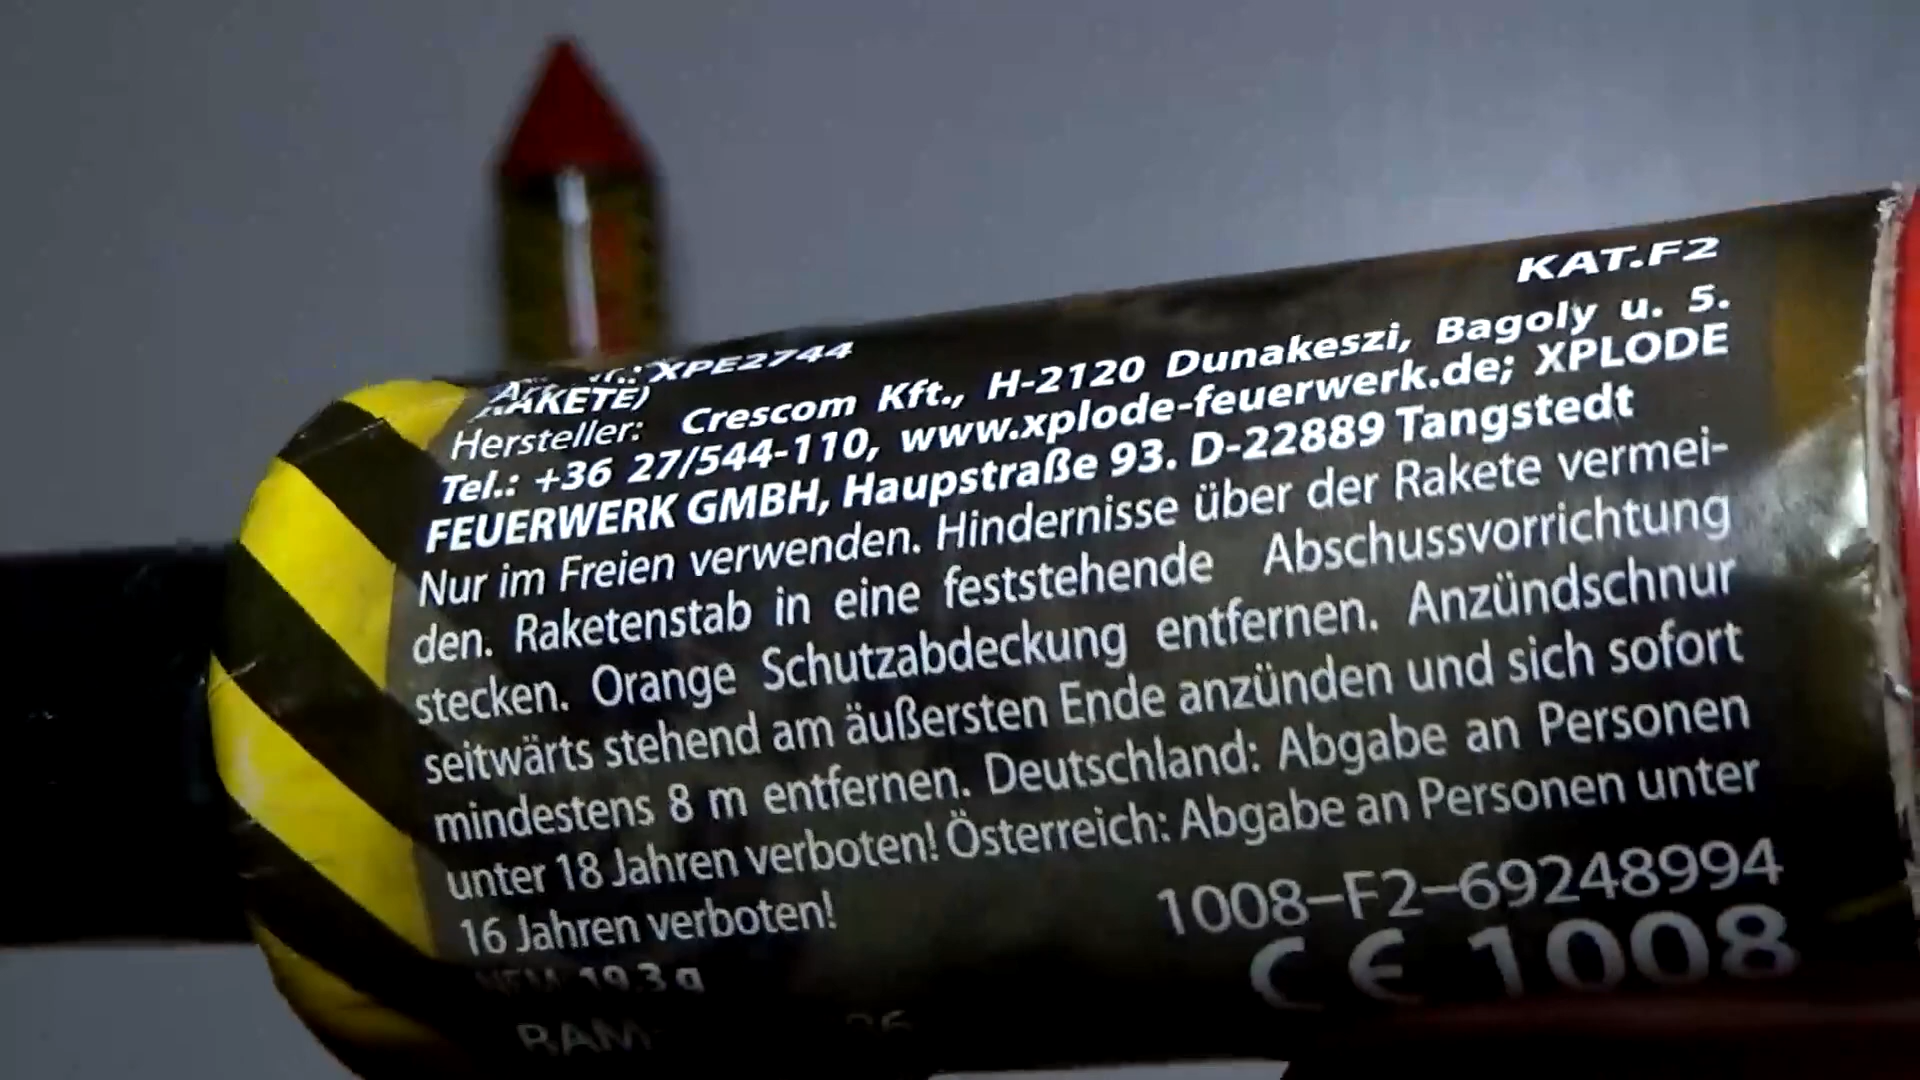 KAT.F2
XPE2744
RAKETE)
Hersteller: Crescom Kft., H-2120 Dunakeszi, Bagoly u. 5.
Tel.: +36 27/544-110, www.xplode-feuerwerk.de; XPLODE
FEUERWERK GMBH, Haupstraße 93. D-22889 Tangstedt
Nur im Freien verwenden. Hindernisse über der Rakete vermei-
den. Raketenstab in eine feststehende Abschussvorrichtung
stecken. Orange Schutzabdeckung entfernen. Anzündschnur
seitwärts stehend am äußersten Ende anzünden und sich sofort
mindestens 8 m entfernen. Deutschland: Abgabe an Personen
unter 18 Jahren verboten! Österreich: Abgabe an Personen unter
16 Jahren verboten!
1008-F2-69248994
NEM: 19.3 g
CE 1008